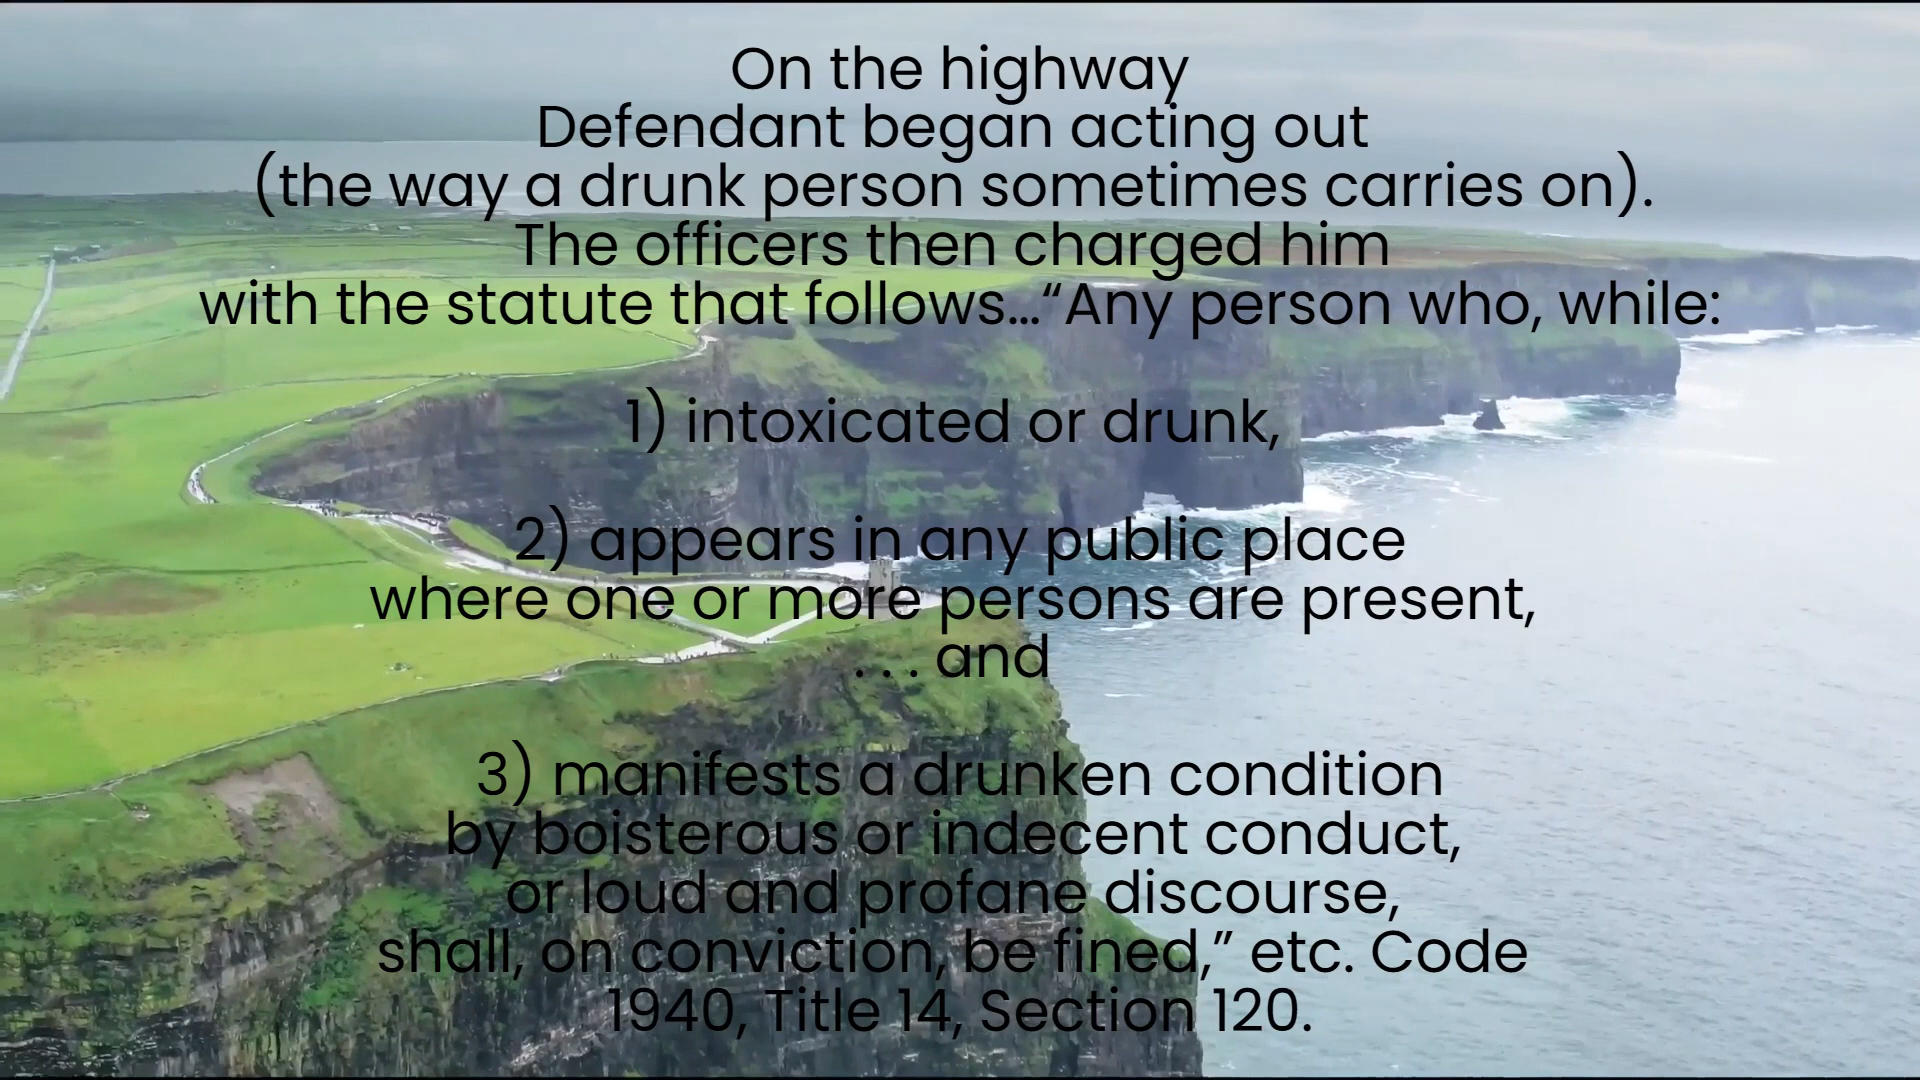 On the highway
Defendant began acting out
(the way a drunk person sometimes carries on).
The officers then charged him
with the statute that follows...“Any person who, while:
1) intoxicated or drunk,
2) appears in any public place
where one or more persons are present,
. . . and
3) manifests a drunken condition
by boisterous or indecent conduct,
or loud and profane discourse,
shall, on conviction, be fined,” etc. Code
1940, Title 14, Section 120.